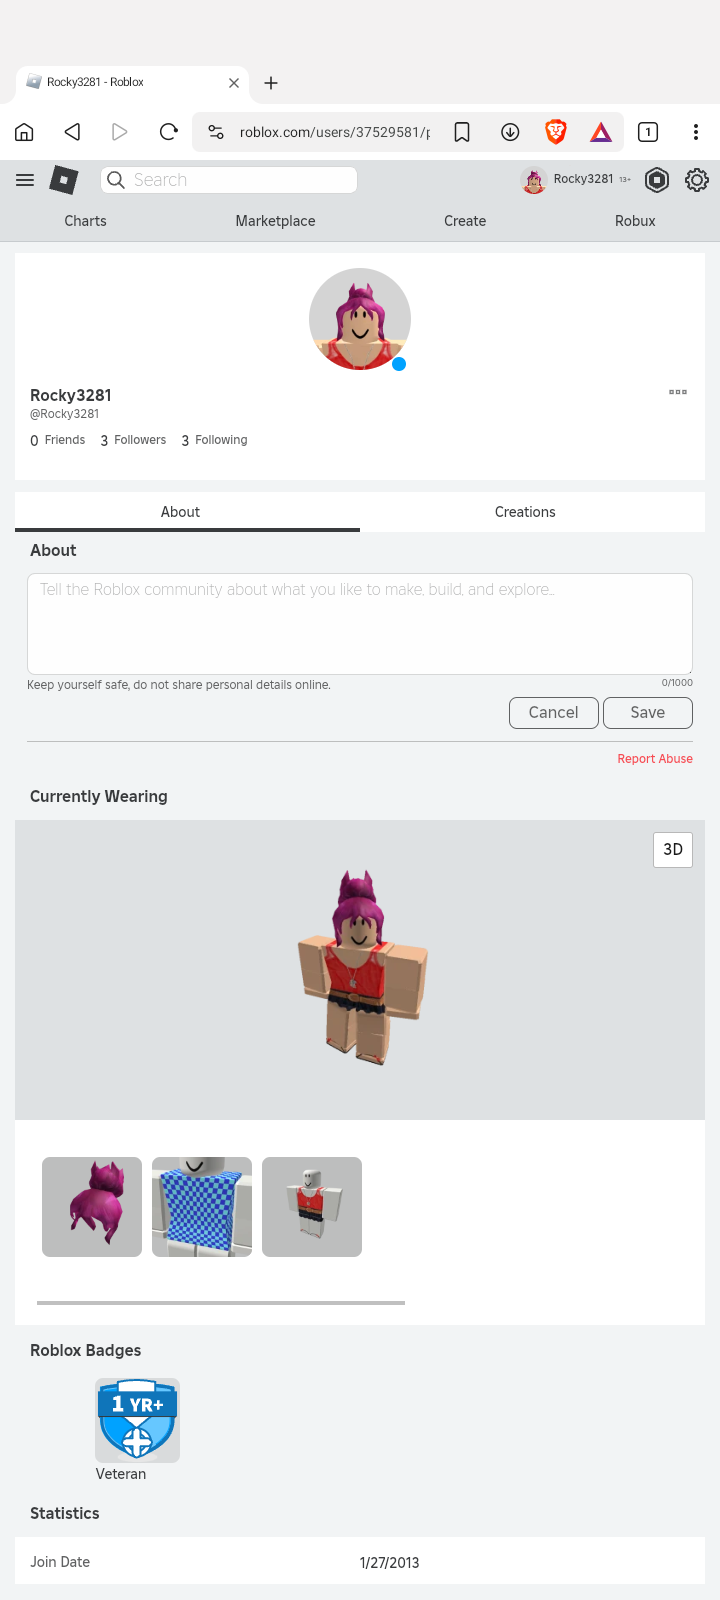 Rocky3281 - Roblox
roblox.com/users/37529581/p
1
Search
Rocky3281 13+
Charts Marketplace Create Robux
Rocky3281
@Rocky3281
0 Friends 3 Followers 3 Following
About Creations
About
Tell the Roblox community about what you like to make, build, and explore...
Keep yourself safe, do not share personal details online. 0/1000
Cancel Save
Report Abuse
Currently Wearing
3D
Roblox Badges
1 YR+
Veteran
Statistics
Join Date 1/27/2013